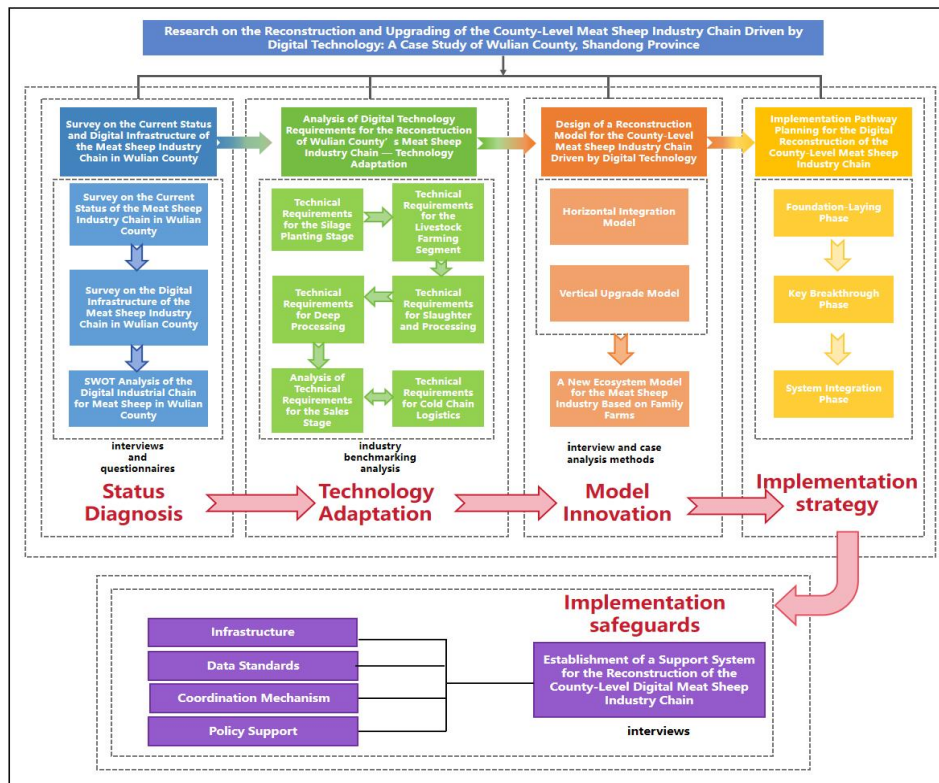 Research on the Reconstruction and Upgrading of the County-Level Meat Sheep Industry Chain Driven by
Digital Technology: A Case Study of Wulian County, Shandong Province
Survey on the Current Status
and Digital Infrastructure of
the Meat Sheep Industry
Chain in Wulian County
Analysis of Digital Technology
Requirements for the Reconstruction
of Wulian County's Meat Sheep
Industry Chain — Technology
Adaptation
Design of a Reconstruction
Model for the County-Level
Meat Sheep Industry Chain
Driven by Digital Technology
Implementation Pathway
Planning for the Digital
Reconstruction of the
County-Level Meat Sheep
Industry Chain
Survey on the Current
Status of the Meat Sheep
Industry Chain in Wulian
County
Survey on the Digital
Infrastructure of the
Meat Sheep Industry
Chain in Wulian County
SWOT Analysis of the
Digital Industrial Chain
for Meat Sheep in Wulian
County
interviews
and
questionnaires
Technical
Requirements
for the Silage
Planting Stage
Technical
Requirements
for the
Livestock
Farming
Segment
Technical
Requirements
for Deep
Processing
Technical
Requirements
for Slaughter
and Processing
Analysis of
Technical
Requirements
for the Sales
Stage
Technical
Requirements
for Cold Chain
Logistics
industry
benchmarking
analysis
Horizontal Integration
Model
Vertical Upgrade Model
A New Ecosystem Model
for the Meat Sheep
Industry Based on Family
Farms
interview and case
analysis methods
Foundation-Laying
Phase
Key Breakthrough
Phase
System Integration
Phase
Status
Diagnosis
Technology
Adaptation
Model
Innovation
Implementation
strategy
Implementation
safeguards
Infrastructure
Data Standards
Coordination Mechanism
Policy Support
Establishment of a Support System
for the Reconstruction of the
County-Level Digital Meat Sheep
Industry Chain
interviews